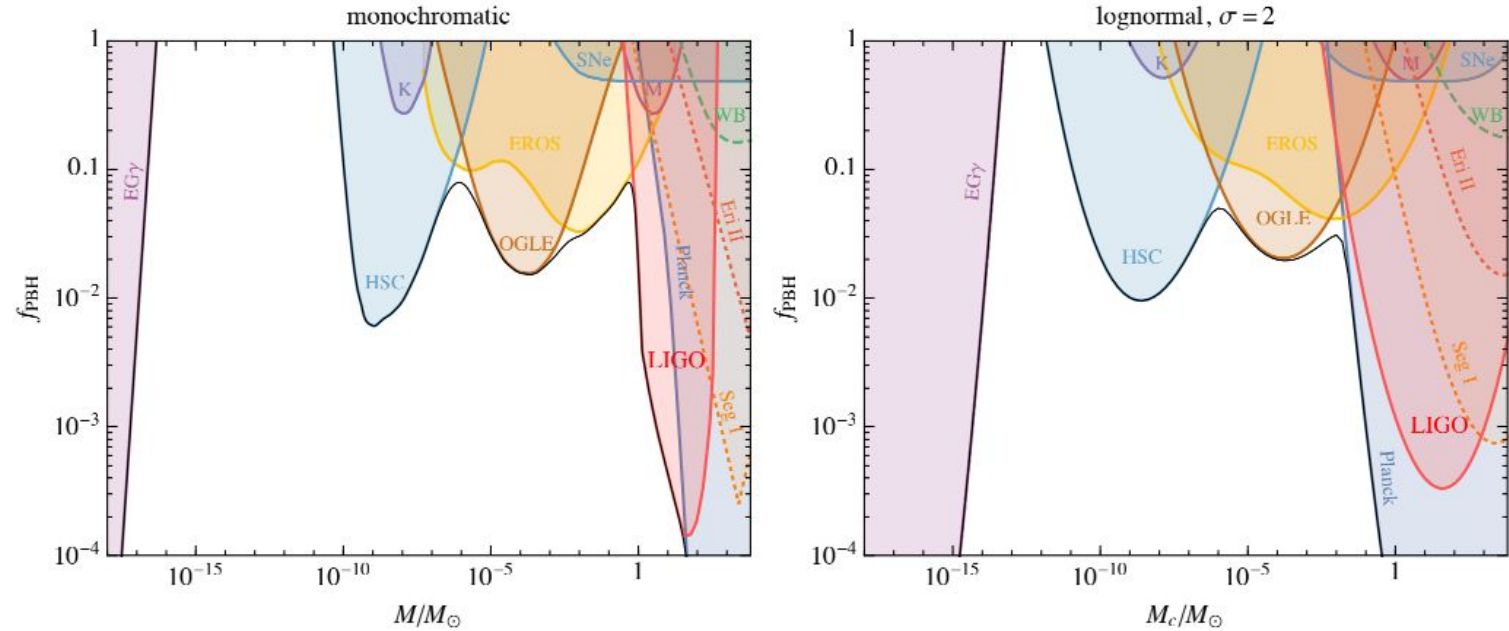 monochromatic
lognormal, σ = 2
1
0.1
10⁻²
10⁻³
10⁻⁴
f_PBH
EGγ
K
HSC
EROS
OGLE
SNe
M
WB
Eri II
Planck
LIGO
Seg I
10⁻¹⁵
10⁻¹⁰
10⁻⁵
1
M/M⊙
1
0.1
10⁻²
10⁻³
10⁻⁴
f_PBH
EGγ
K
HSC
EROS
OGLE
M
SNe
WB
Eri II
Seg I
LIGO
Planck
10⁻¹⁵
10⁻¹⁰
10⁻⁵
1
M_c/M⊙